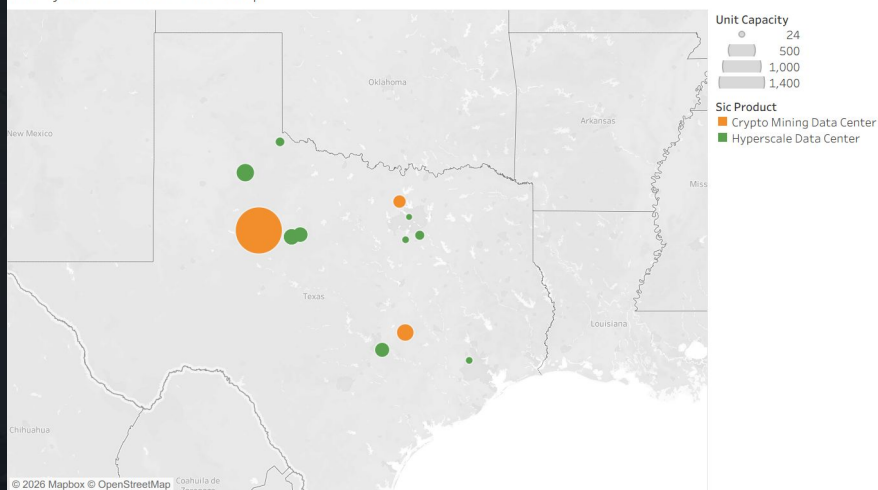 Unit Capacity
24
500
1,000
1,400
Sic Product
Crypto Mining Data Center
Hyperscale Data Center
Oklahoma
New Mexico
Arkansas
Miss
Texas
Louisiana
Chihuahua
Coahuila de
© 2026 Mapbox © OpenStreetMap